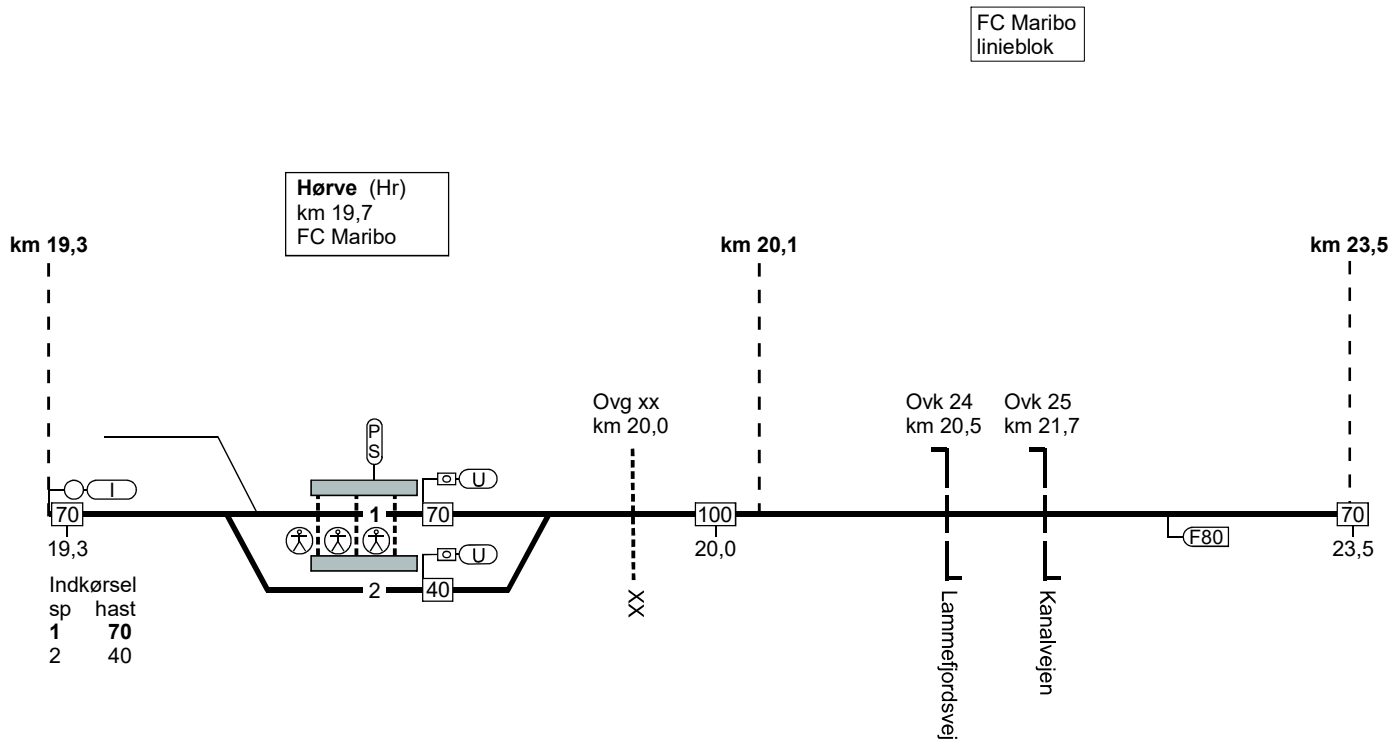 FC Maribo
linieblok
Hørve (Hr)
km 19,7
FC Maribo
km 19,3
km 20,1
km 23,5
Ovg xx
km 20,0
Ovk 24
km 20,5
Ovk 25
km 21,7
P
S
U
I
70
1
70
100
70
19,3
20,0
F80
23,5
U
2
40
Indkørsel
sp hast
1 70
2 40
XX
Lammefjordsvej
Kanalvejen